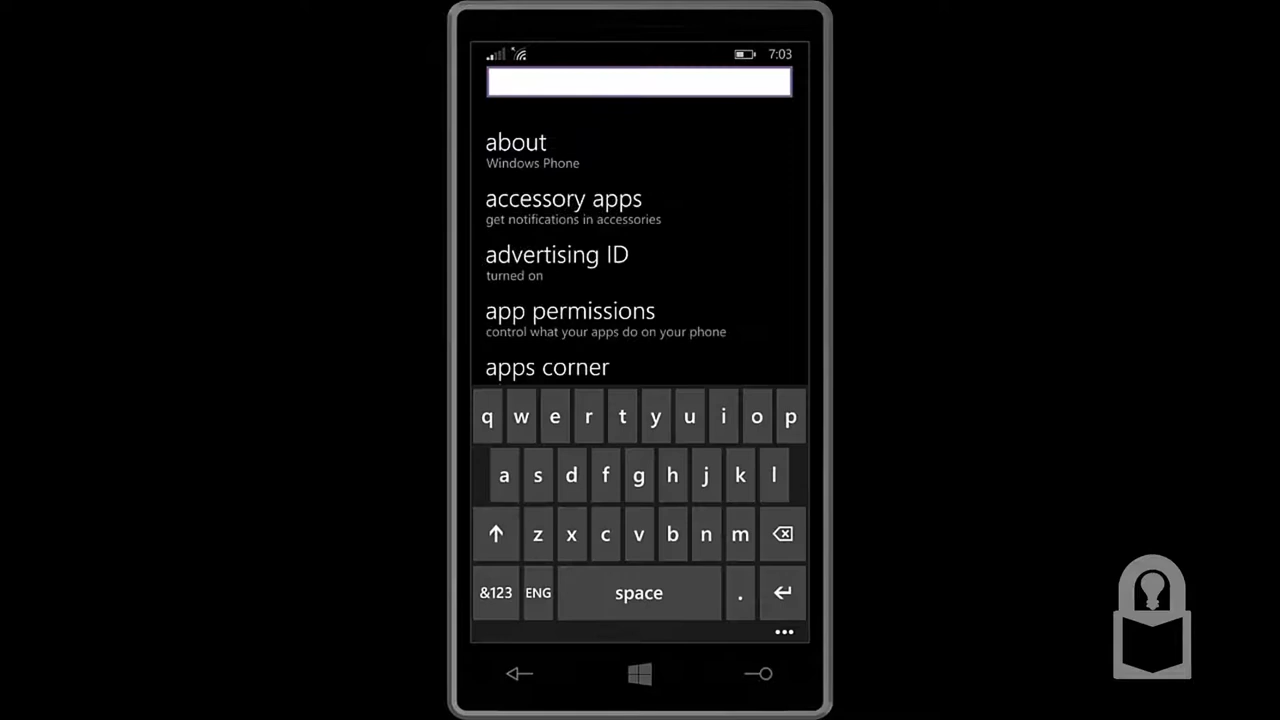 7:03
about
Windows Phone
accessory apps
get notifications in accessories
advertising ID
turned on
app permissions
control what your apps do on your phone
apps corner
q w e r t y u i o p
a s d f g h j k l
z x c v b n m
&123 ENG space .